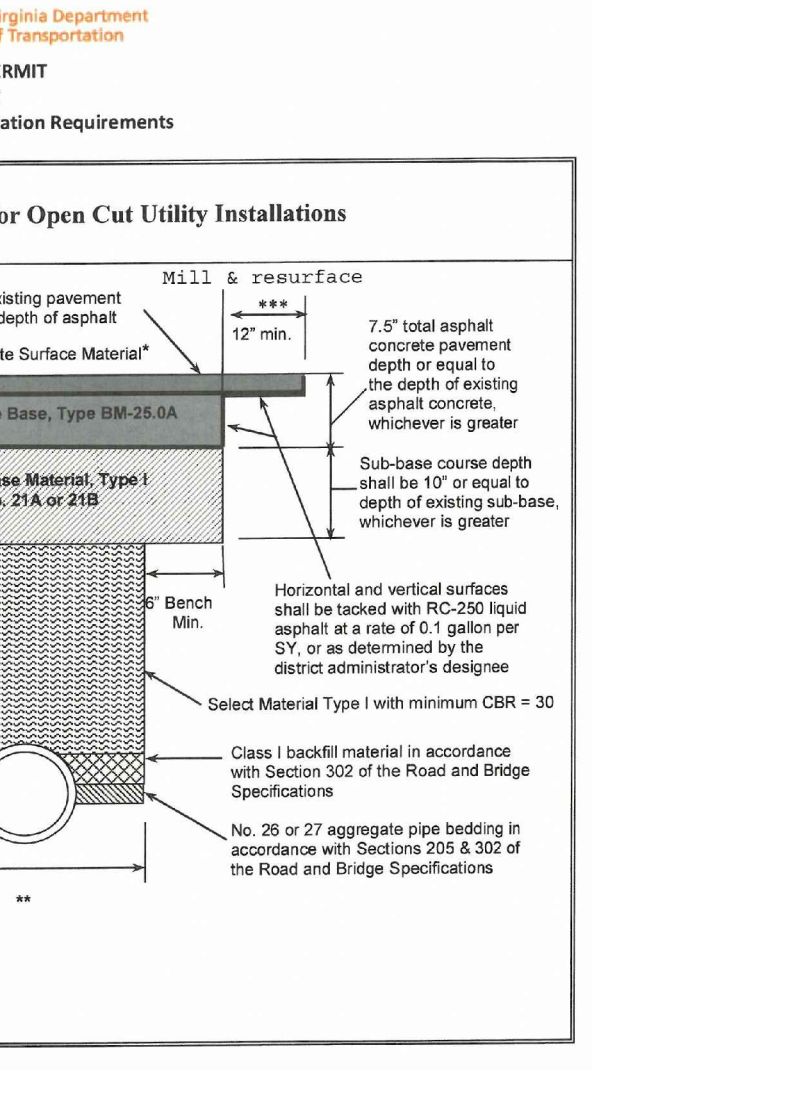 irginia Department
f Transportation
ERMIT
ation Requirements
or Open Cut Utility Installations
Mill & resurface
isting pavement
depth of asphalt
***
12" min.
te Surface Material*
7.5" total asphalt
concrete pavement
depth or equal to
the depth of existing
asphalt concrete,
whichever is greater
e Base, Type BM-25.0A
Sub-base course depth
shall be 10" or equal to
depth of existing sub-base,
whichever is greater
se Material, Type I
o. 21A or 21B
6" Bench
Min.
Horizontal and vertical surfaces
shall be tacked with RC-250 liquid
asphalt at a rate of 0.1 gallon per
SY, or as determined by the
district administrator's designee
Select Material Type I with minimum CBR = 30
Class I backfill material in accordance
with Section 302 of the Road and Bridge
Specifications
No. 26 or 27 aggregate pipe bedding in
accordance with Sections 205 & 302 of
the Road and Bridge Specifications
**